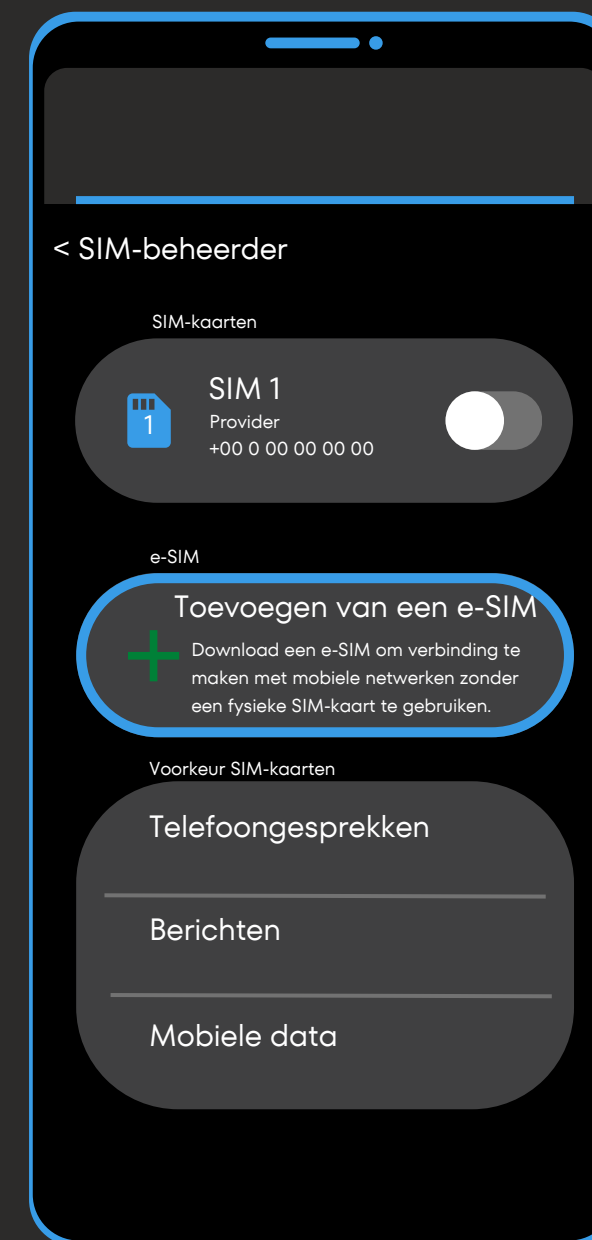 < SIM-beheerder
SIM-kaarten
SIM 1
1
Provider
+00 0 00 00 00 00
e-SIM
Toevoegen van een e-SIM
Download een e-SIM om verbinding te
maken met mobiele netwerken zonder
een fysieke SIM-kaart te gebruiken.
Voorkeur SIM-kaarten
Telefoongesprekken
Berichten
Mobiele data